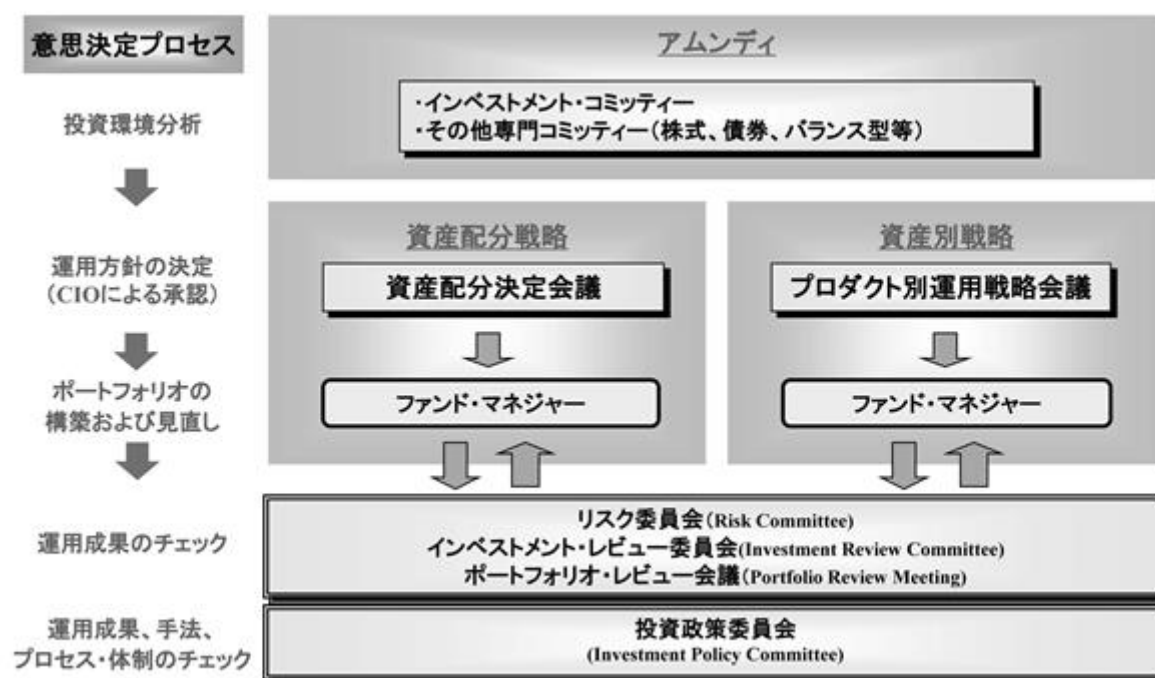 意思決定プロセス
アムンディ
・インベストメント・コミッティー
・その他専門コミッティー（株式、債券、バランス型等）
投資環境分析
資産配分戦略
資産別戦略
運用方針の決定
（CIOによる承認）
資産配分決定会議
プロダクト別運用戦略会議
ポートフォリオの
構築および見直し
ファンド・マネジャー
ファンド・マネジャー
運用成果のチェック
リスク委員会（Risk Committee）
インベストメント・レビュー委員会(Investment Review Committee)
ポートフォリオ・レビュー会議（Portfolio Review Meeting)
運用成果、手法、
プロセス・体制のチェック
投資政策委員会
(Investment Policy Committee)